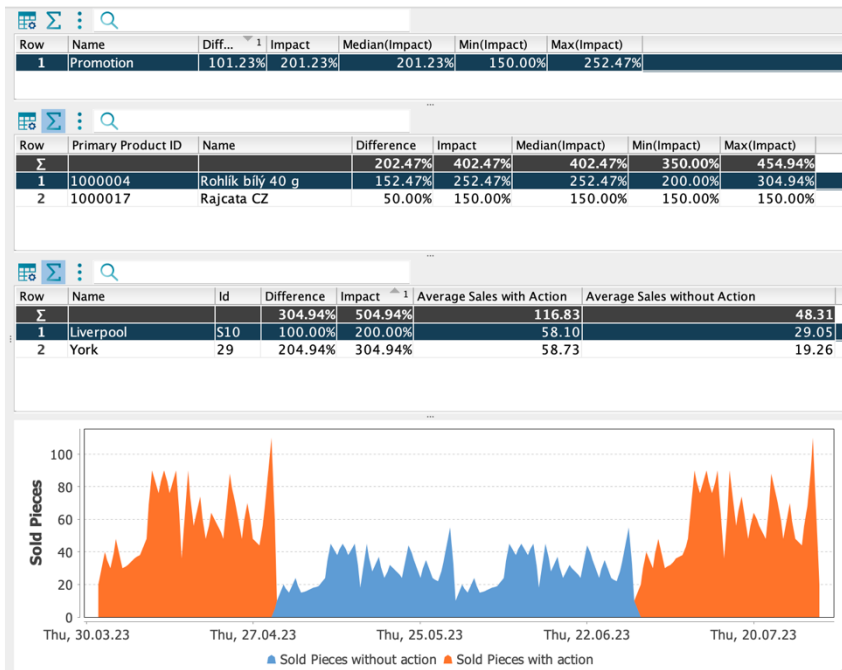 Row Name Diff... 1 Impact Median(Impact) Min(Impact) Max(Impact)
1 Promotion 101.23% 201.23% 201.23% 150.00% 252.47%
Row Primary Product ID Name Difference Impact Median(Impact) Min(Impact) Max(Impact)
Σ 202.47% 402.47% 402.47% 350.00% 454.94%
1 1000004 Rohlík bílý 40 g 152.47% 252.47% 252.47% 200.00% 304.94%
2 1000017 Rajcata CZ 50.00% 150.00% 150.00% 150.00% 150.00%
Row Name Id Difference Impact 1 Average Sales with Action Average Sales without Action
Σ 304.94% 504.94% 116.83 48.31
1 Liverpool S10 100.00% 200.00% 58.10 29.05
2 York 29 204.94% 304.94% 58.73 19.26
Sold Pieces
100
80
60
40
20
0
Thu, 30.03.23 Thu, 27.04.23 Thu, 25.05.23 Thu, 22.06.23 Thu, 20.07.23
Sold Pieces without action Sold Pieces with action